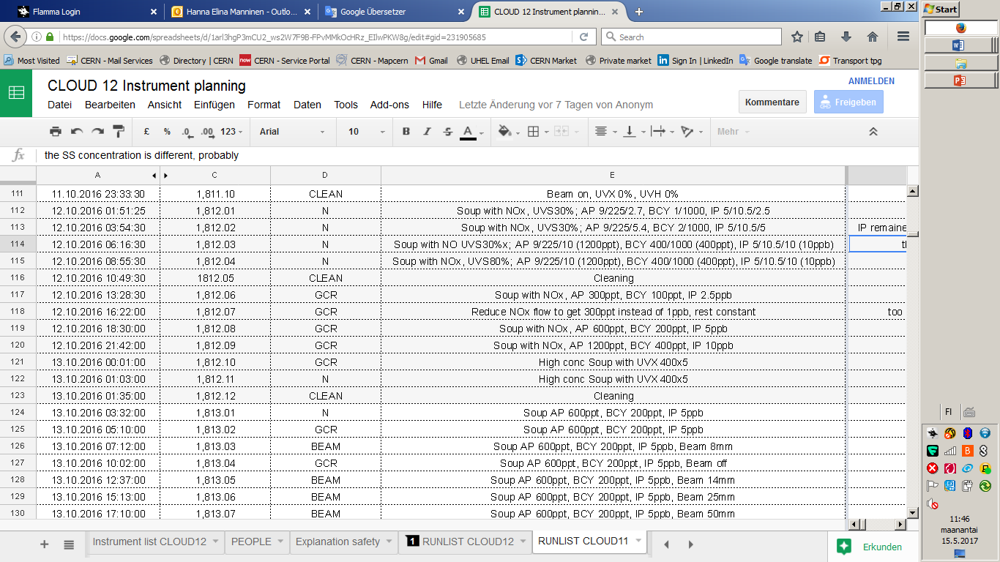 Flamma Login
Hanna Elina Manninen - Outlo...
Google Übersetzer
CLOUD 12 Instrument plannin...
Start
https://docs.google.com/spreadsheets/d/1arl3hgP3mCU2_ws2W7F9B-FPvMMkOcHRz_EIlwPKW8g/edit#gid=231905685
Search
Most Visited CERN - Mail Services Directory | CERN CERN - Service Portal CERN - Mapcern Gmail UHEL Email CERN Market Private market Sign In | LinkedIn Google translate Transport tpg
CLOUD 12 Instrument planning
ANMELDEN
Datei Bearbeiten Ansicht Einfügen Format Daten Tools Add-ons Hilfe Letzte Änderung vor 7 Tagen von Anonym
Kommentare Freigeben
£ % .0 .00 123 Arial 10 B I S A Mehr
fx the SS concentration is different, probably
A C D E
111 11.10.2016 23:33:30 1,811.10 CLEAN Beam on, UVX 0%, UVH 0%
112 12.10.2016 01:51:25 1,812.01 N Soup with NOx, UVS30%; AP 9/225/2.7, BCY 1/1000, IP 5/10.5/2.5
113 12.10.2016 03:54:30 1,812.02 N Soup with NOx, UVS30%; AP 9/225/5.4, BCY 2/1000, IP 5/10.5/5 IP remaine
114 12.10.2016 06:16:30 1,812.03 N Soup with NO UVS30%x; AP 9/225/10 (1200ppt), BCY 400/1000 (400ppt), IP 5/10.5/10 (10ppb)
115 12.10.2016 08:55:30 1,812.04 N Soup with NOx, UVS80%; AP 9/225/10 (1200ppt), BCY 400/1000 (400ppt), IP 5/10.5/10 (10ppb)
116 12.10.2016 10:49:30 1812.05 CLEAN Cleaning
117 12.10.2016 13:28:30 1,812.06 GCR Soup with NOx, AP 300ppt, BCY 100ppt, IP 2.5ppb
118 12.10.2016 16:22:00 1,812.07 GCR Reduce NOx flow to get 300ppt instead of 1ppb, rest constant too
119 12.10.2016 18:30:00 1,812.08 GCR Soup with NOx, AP 600ppt, BCY 200ppt, IP 5ppb
120 12.10.2016 21:42:00 1,812.09 GCR Soup with NOx, AP 1200ppt, BCY 400ppt, IP 10ppb
121 13.10.2016 00:01:00 1,812.10 GCR High conc Soup with UVX 400x5
122 13.10.2016 01:03:00 1,812.11 N High conc Soup with UVX 400x5
123 13.10.2016 01:35:00 1,812.12 CLEAN Cleaning
124 13.10.2016 03:32:00 1,813.01 N Soup AP 600ppt, BCY 200ppt, IP 5ppb
125 13.10.2016 05:10:00 1,813.02 GCR Soup AP 600ppt, BCY 200ppt, IP 5ppb
126 13.10.2016 07:12:00 1,813.03 BEAM Soup AP 600ppt, BCY 200ppt, IP 5ppb, Beam 8mm
127 13.10.2016 10:02:00 1,813.04 GCR Soup AP 600ppt, BCY 200ppt, IP 5ppb, Beam off
128 13.10.2016 12:37:00 1,813.05 BEAM Soup AP 600ppt, BCY 200ppt, IP 5ppb, Beam 14mm
129 13.10.2016 15:13:00 1,813.06 BEAM Soup AP 600ppt, BCY 200ppt, IP 5ppb, Beam 25mm
130 13.10.2016 17:10:00 1,813.07 BEAM Soup AP 600ppt, BCY 200ppt, IP 5ppb, Beam 50mm
Instrument list CLOUD12 PEOPLE Explanation safety 1 RUNLIST CLOUD12 RUNLIST CLOUD11
Erkunden
FI
11:46
maanantai
15.5.2017